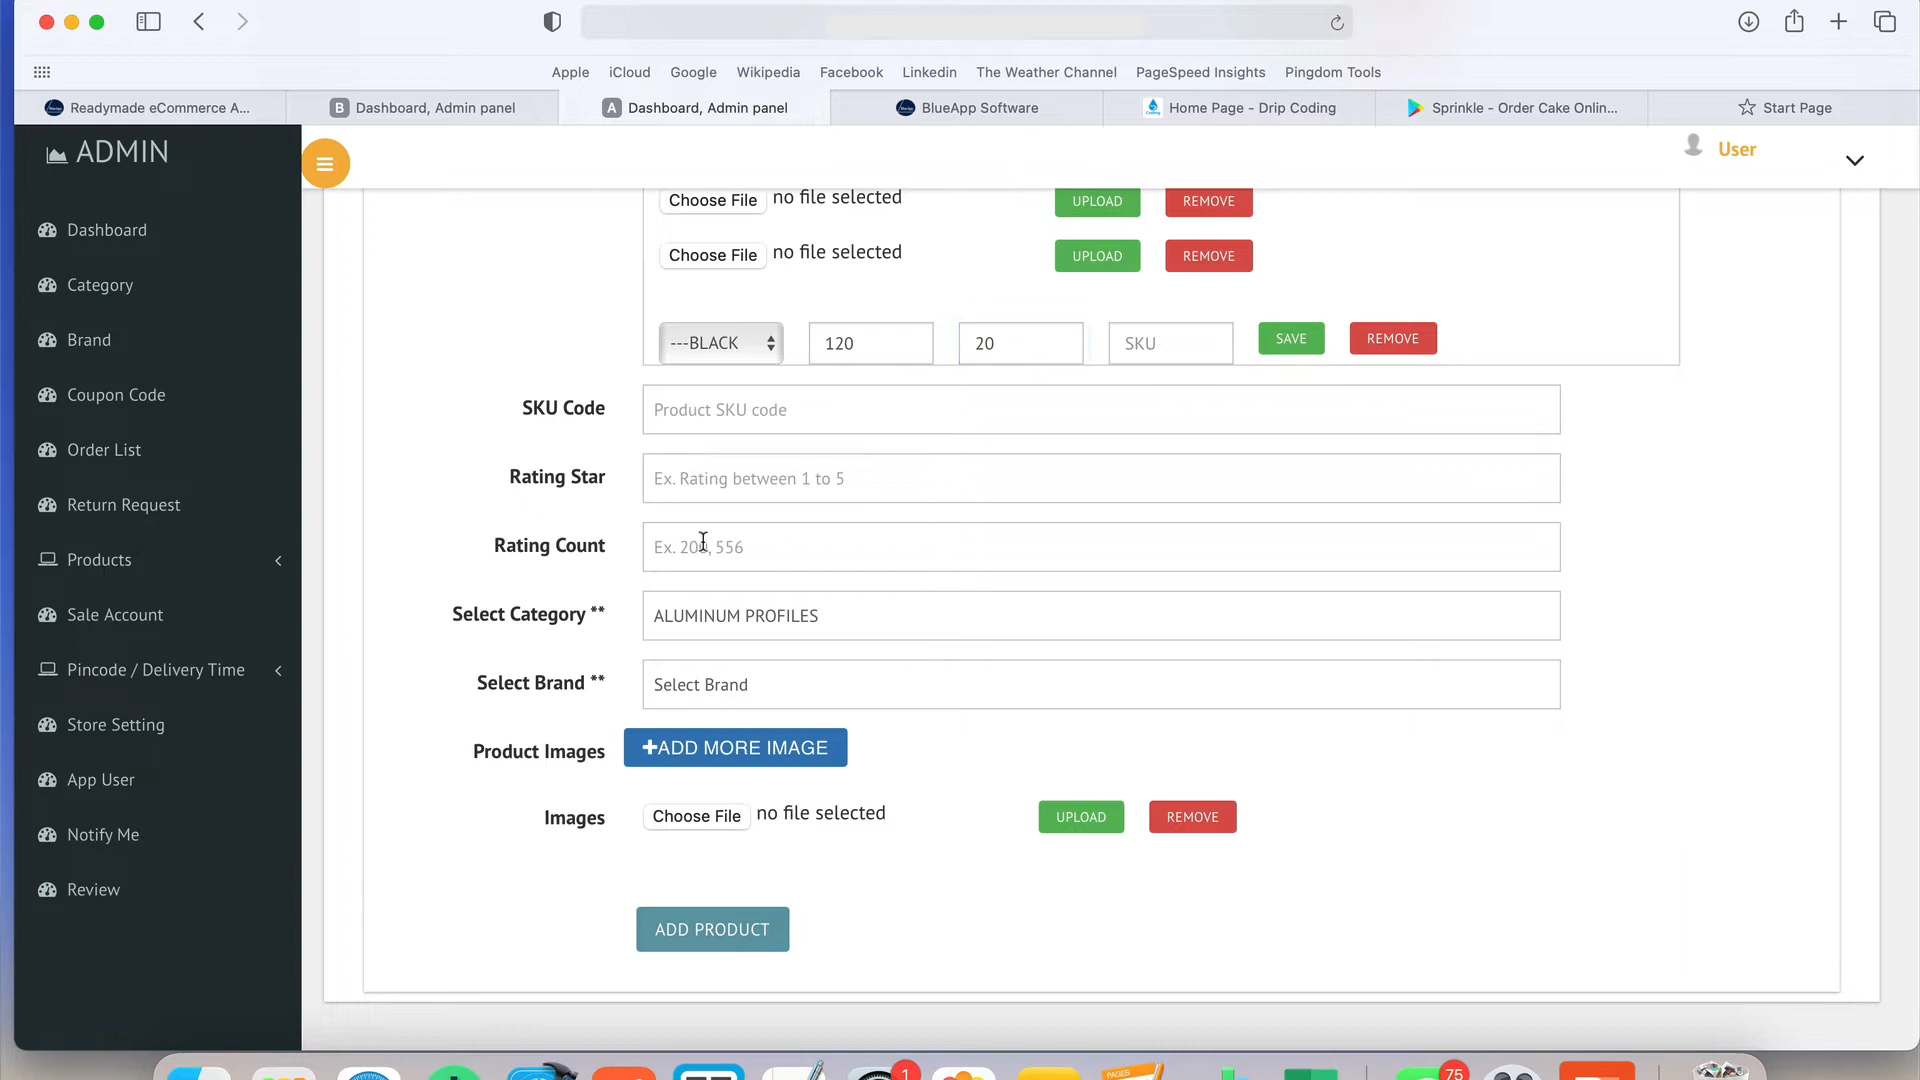 Apple iCloud Google Wikipedia Facebook Linkedin The Weather Channel PageSpeed Insights Pingdom Tools
Readymade eCommerce A...
B Dashboard, Admin panel
A Dashboard, Admin panel
BlueApp Software
Home Page - Drip Coding
Sprinkle - Order Cake Onlin...
Start Page
ADMIN
User
Dashboard
Category
Brand
Coupon Code
Order List
Return Request
Products
Sale Account
Pincode / Delivery Time
Store Setting
App User
Notify Me
Review
Choose File no file selected UPLOAD REMOVE
Choose File no file selected UPLOAD REMOVE
---BLACK 120 20 SKU SAVE REMOVE
SKU Code Product SKU code
Rating Star Ex. Rating between 1 to 5
Rating Count Ex. 200, 556
Select Category ** ALUMINUM PROFILES
Select Brand ** Select Brand
Product Images +ADD MORE IMAGE
Images Choose File no file selected UPLOAD REMOVE
ADD PRODUCT
1
PAGES
75